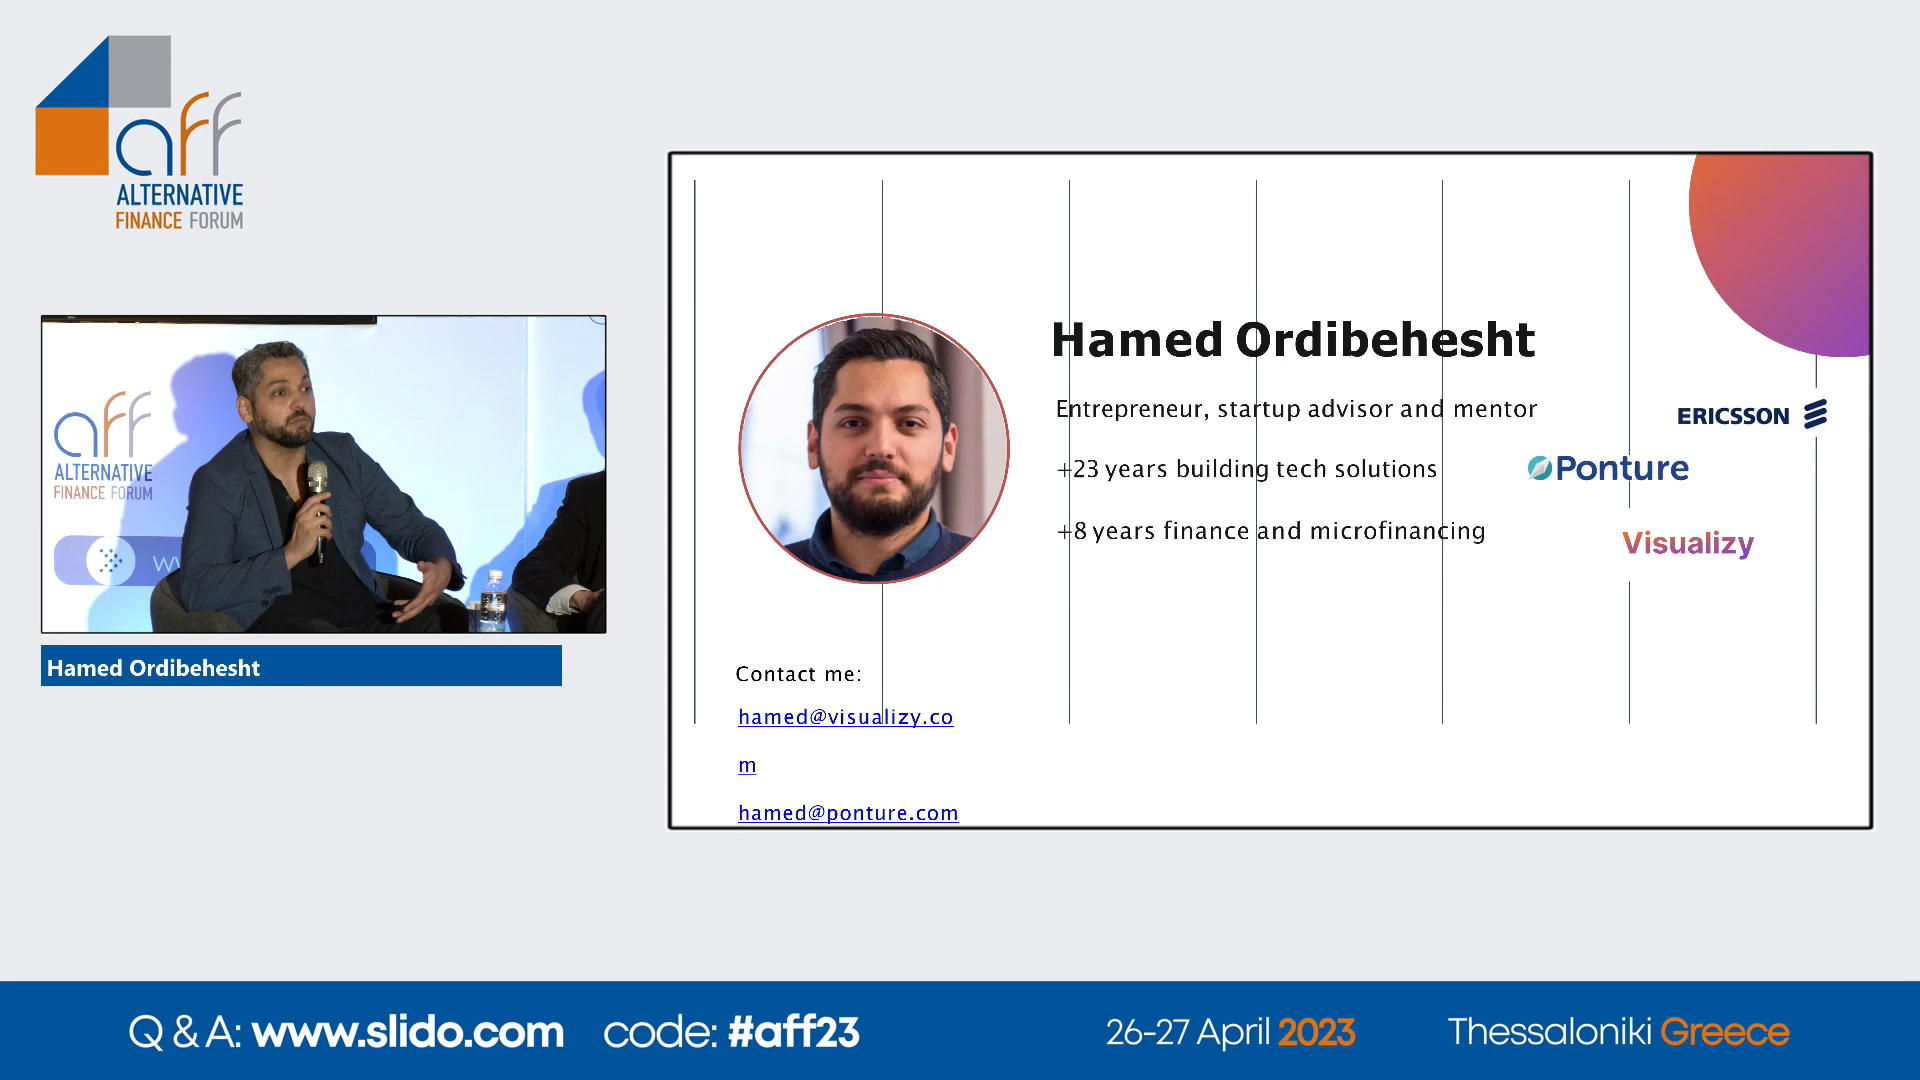 aff
ALTERNATIVE
FINANCE FORUM
aff
ALTERNATIVE
FINANCE FORUM
Hamed Ordibehesht
Hamed Ordibehesht
Entrepreneur, startup advisor and mentor
ERICSSON
+23 years building tech solutions
Ponture
+8 years finance and microfinancing
Visualizy
Contact me:
hamed@visualizy.co
m
hamed@ponture.com
Q & A: www.slido.com code: #aff23
26-27 April 2023
Thessaloniki Greece